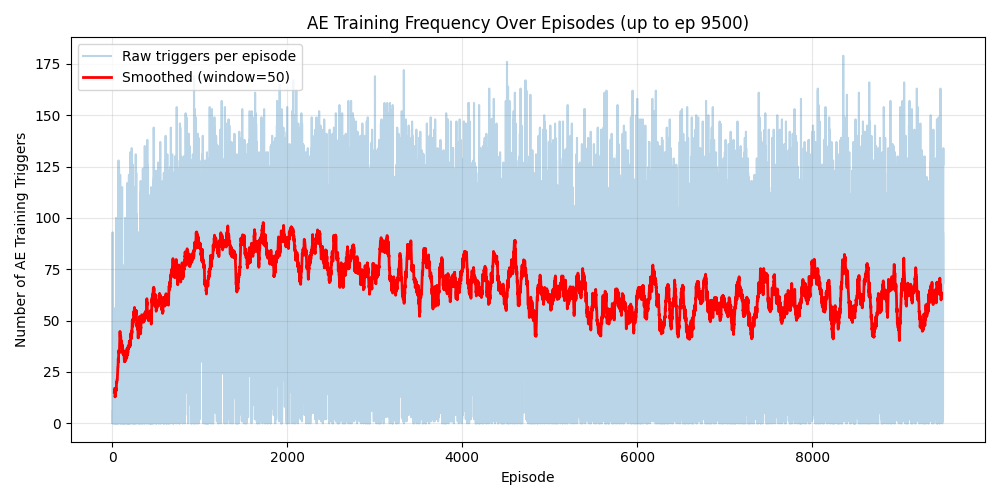 AE Training Frequency Over Episodes (up to ep 9500)
Raw triggers per episode
Smoothed (window=50)
Number of AE Training Triggers
175
150
125
100
75
50
25
0
0 2000 4000 6000 8000
Episode